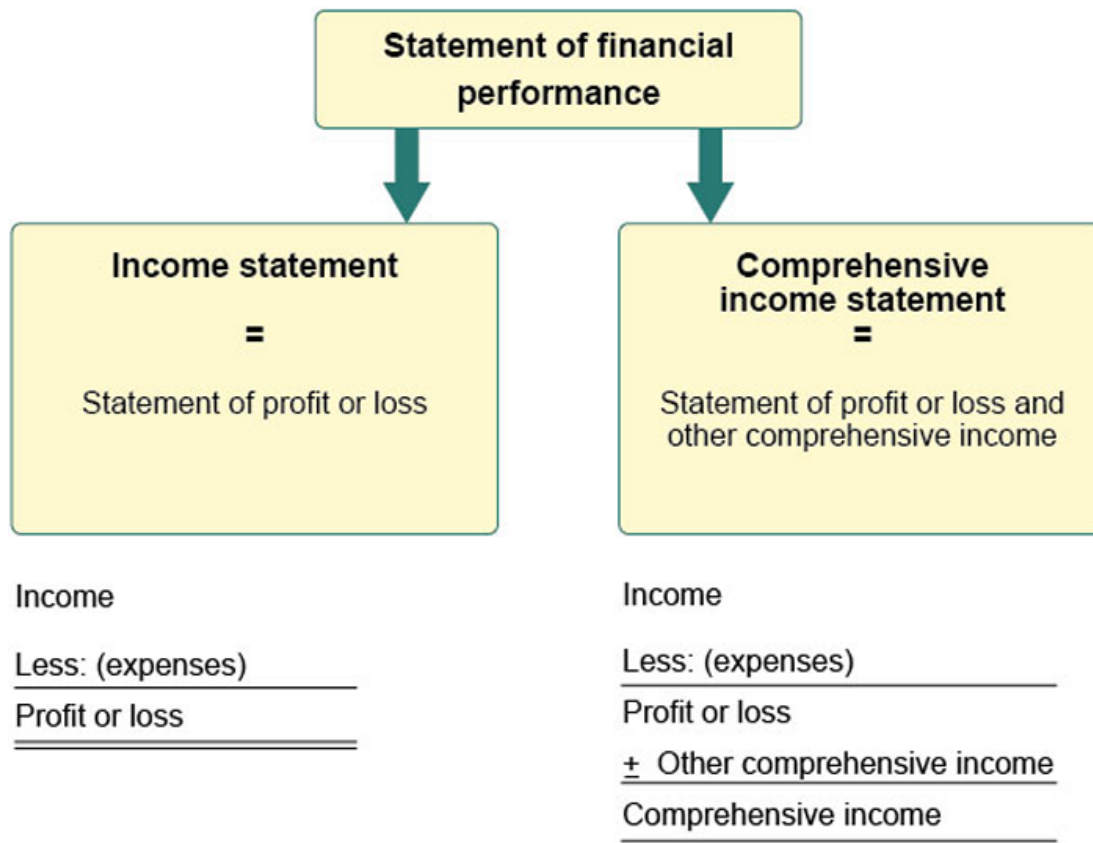 Statement of financial
performance
Income statement
=
Statement of profit or loss
Comprehensive
income statement
=
Statement of profit or loss and
other comprehensive income
Income
Less: (expenses)
Profit or loss
Income
Less: (expenses)
Profit or loss
± Other comprehensive income
Comprehensive income